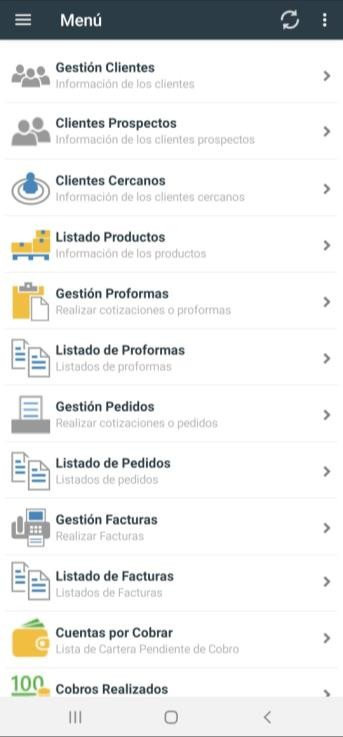 Menú
Gestión Clientes
Información de los clientes
Clientes Prospectos
Información de los clientes prospectos
Clientes Cercanos
Información de los clientes cercanos
Listado Productos
Información de los productos
Gestión Proformas
Realizar cotizaciones o proformas
Listado de Proformas
Listados de proformas
Gestión Pedidos
Realizar cotizaciones o pedidos
Listado de Pedidos
Listados de pedidos
Gestión Facturas
Realizar Facturas
Listado de Facturas
Listados de Facturas
Cuentas por Cobrar
Lista de Cartera Pendiente de Cobro
100
Cobros Realizados